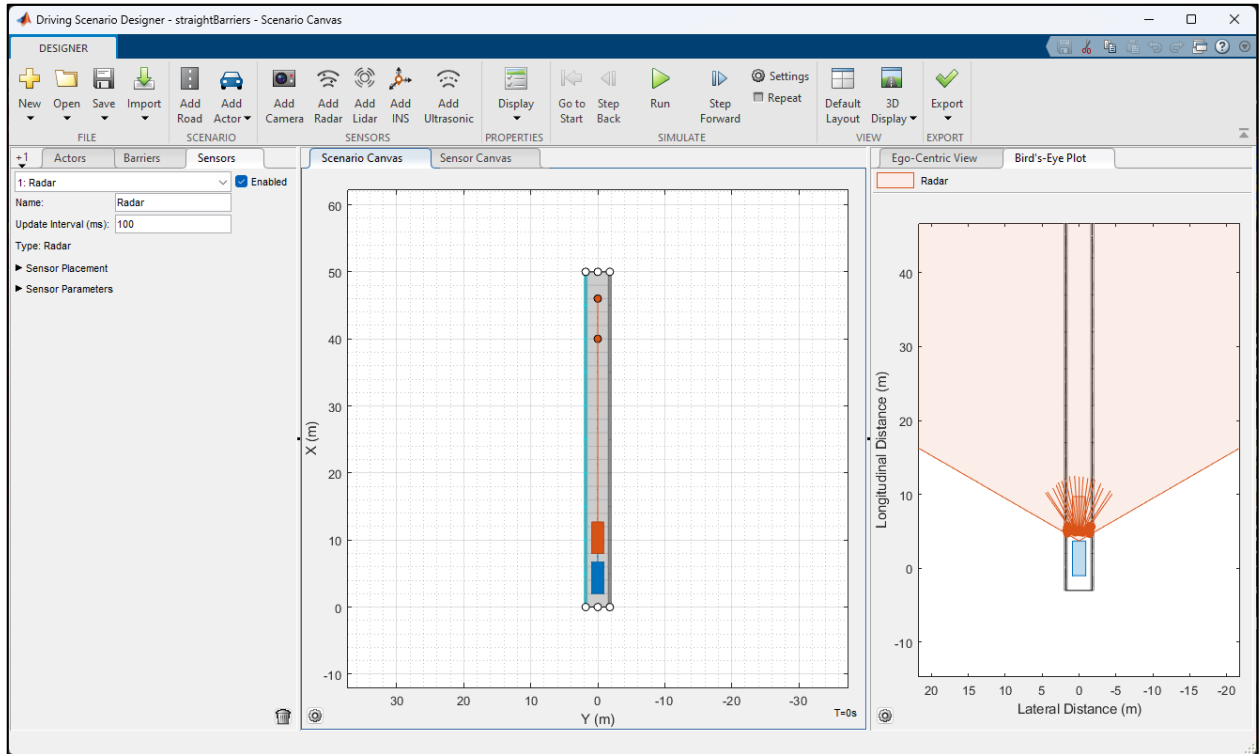 Driving Scenario Designer - straightBarriers - Scenario Canvas
DESIGNER
New
Open
Save
Import
Add Road
Add Actor
Add Camera
Add Radar
Add Lidar
Add INS
Add Ultrasonic
Display
Go to Start
Step Back
Run
Step Forward
Settings
Repeat
Default Layout
3D Display
Export
FILE
SCENARIO
SENSORS
PROPERTIES
SIMULATE
VIEW
EXPORT
+1
Actors
Barriers
Sensors
1: Radar
Enabled
Name:
Radar
Update Interval (ms):
100
Type: Radar
Sensor Placement
Sensor Parameters
Scenario Canvas
Sensor Canvas
60
50
40
30
20
10
0
-10
X (m)
30
20
10
0
-10
-20
-30
Y (m)
T=0s
Ego-Centric View
Bird's-Eye Plot
Radar
40
30
20
10
0
-10
Longitudinal Distance (m)
20
15
10
5
0
-5
-10
-15
-20
Lateral Distance (m)